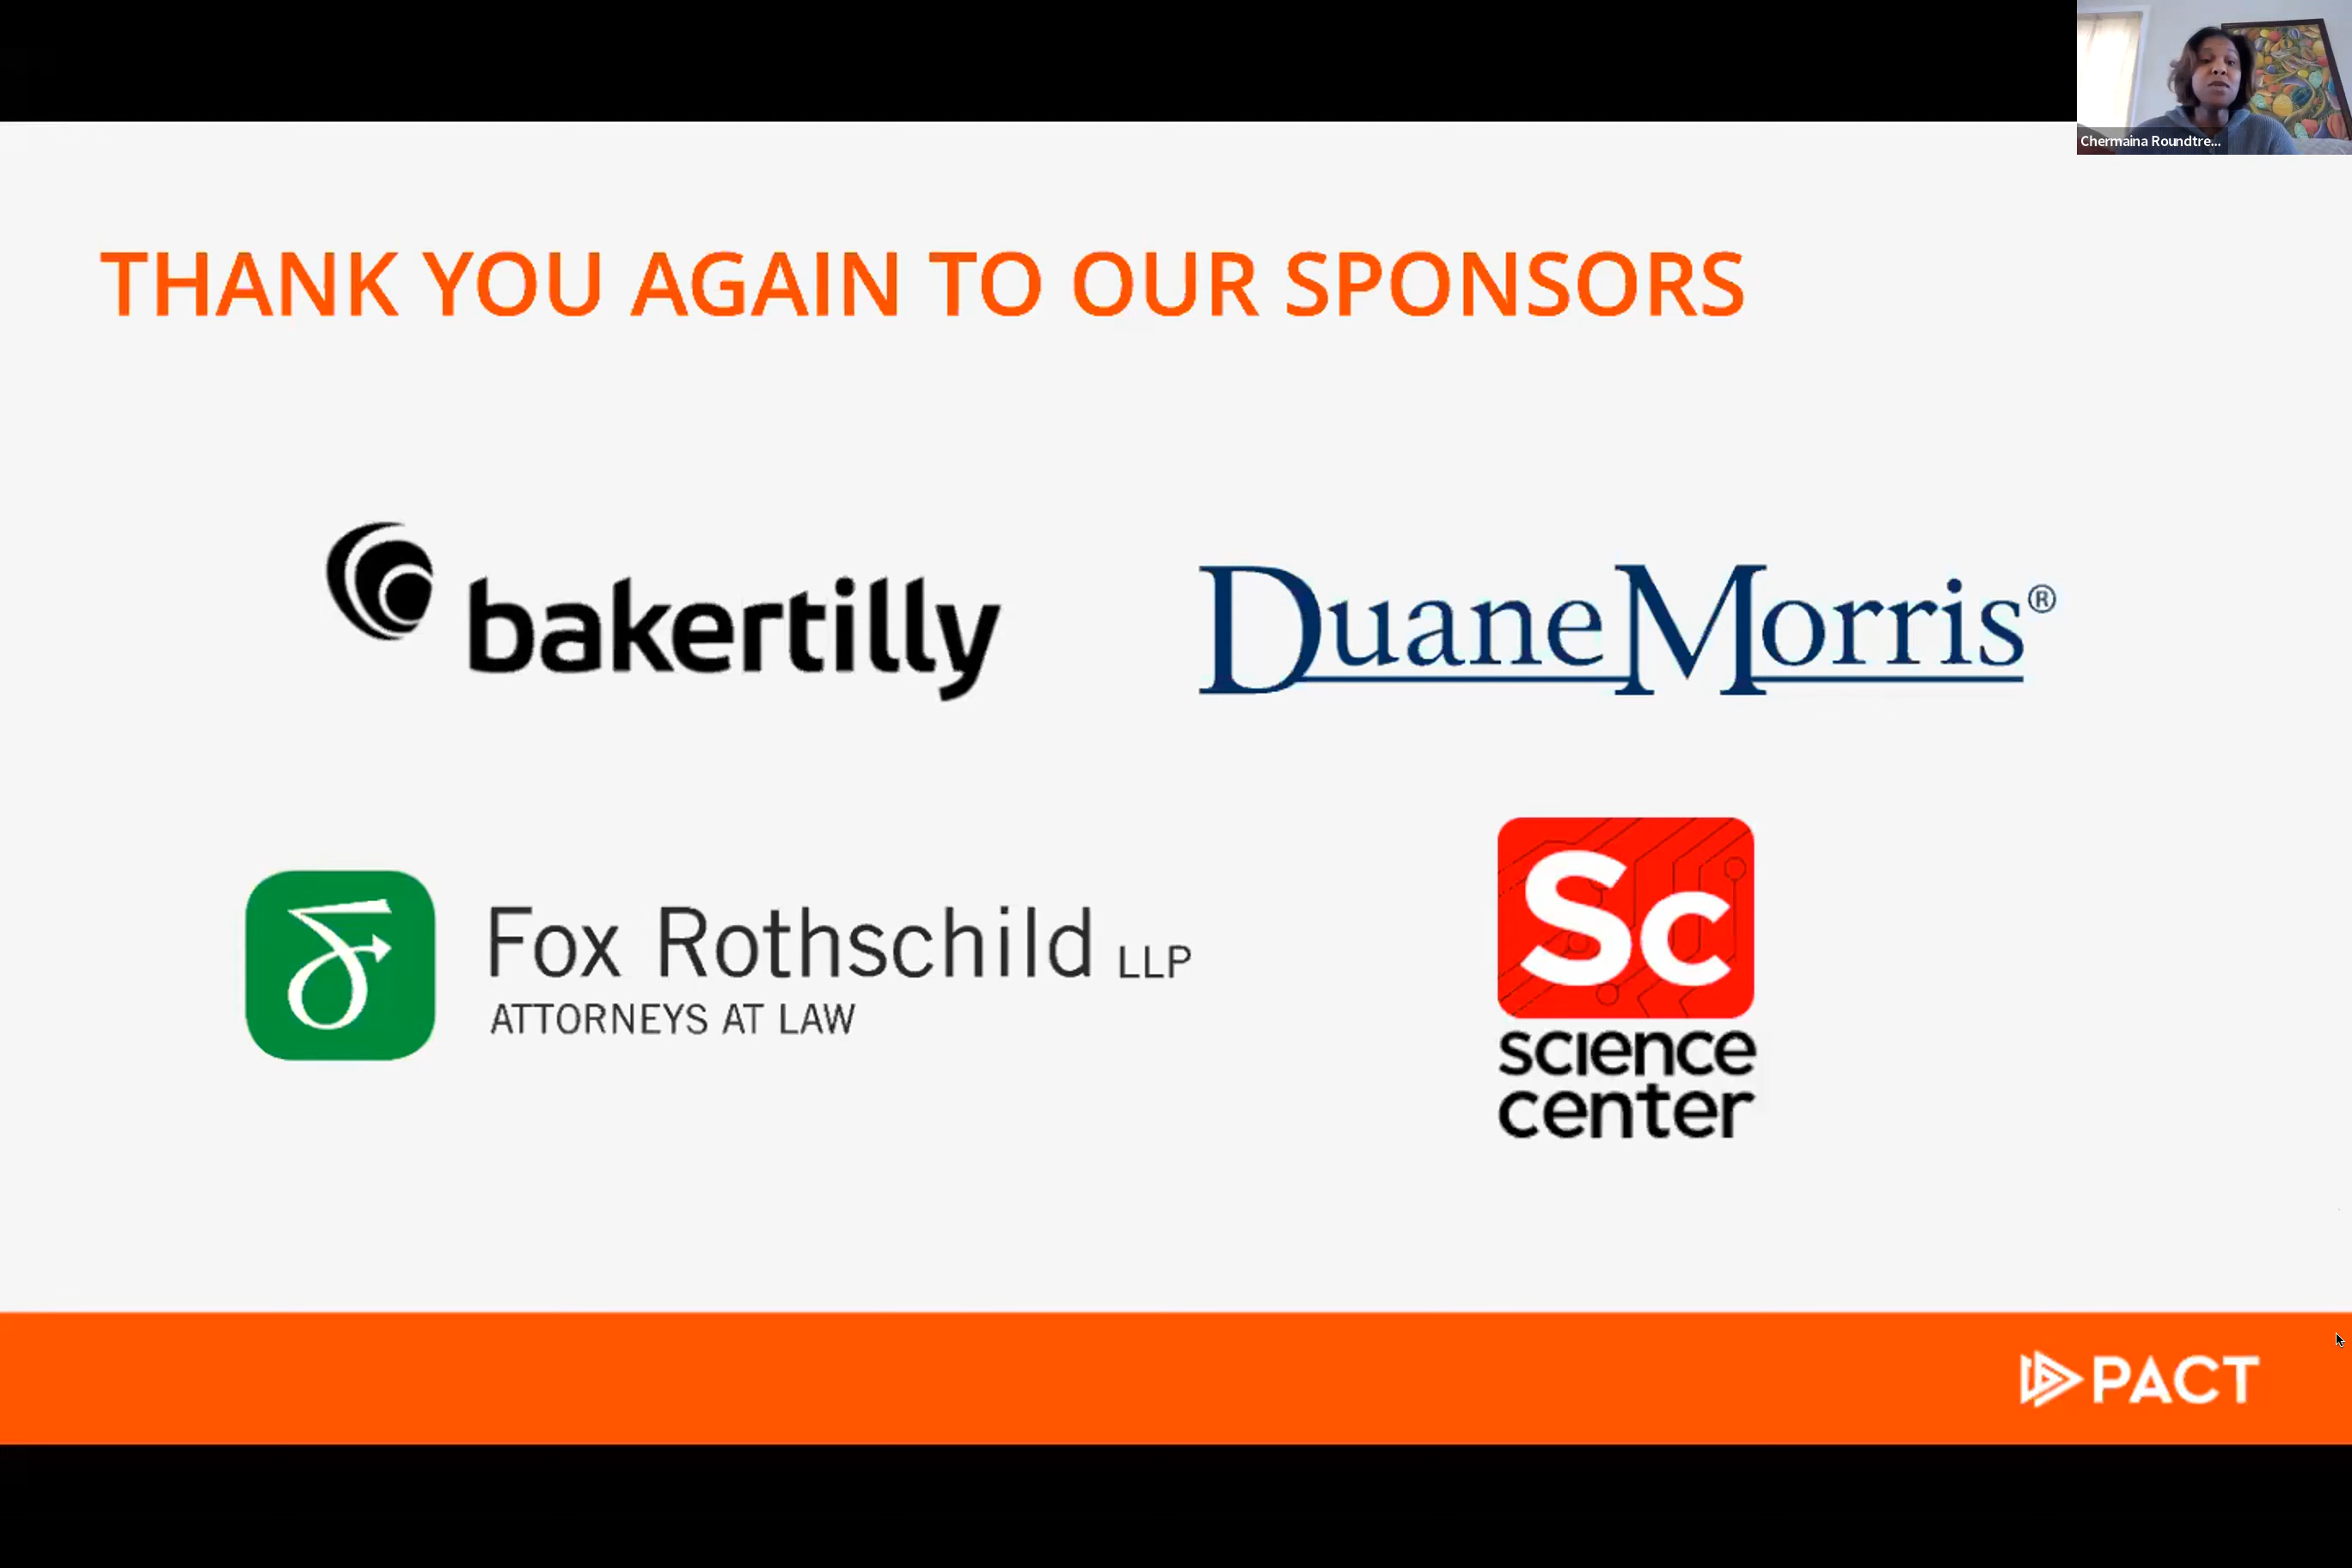 Chermaina Roundtre...
THANK YOU AGAIN TO OUR SPONSORS
bakertilly
DuaneMorris®
Fox Rothschild LLP
ATTORNEYS AT LAW
Sc
science
center
PACT